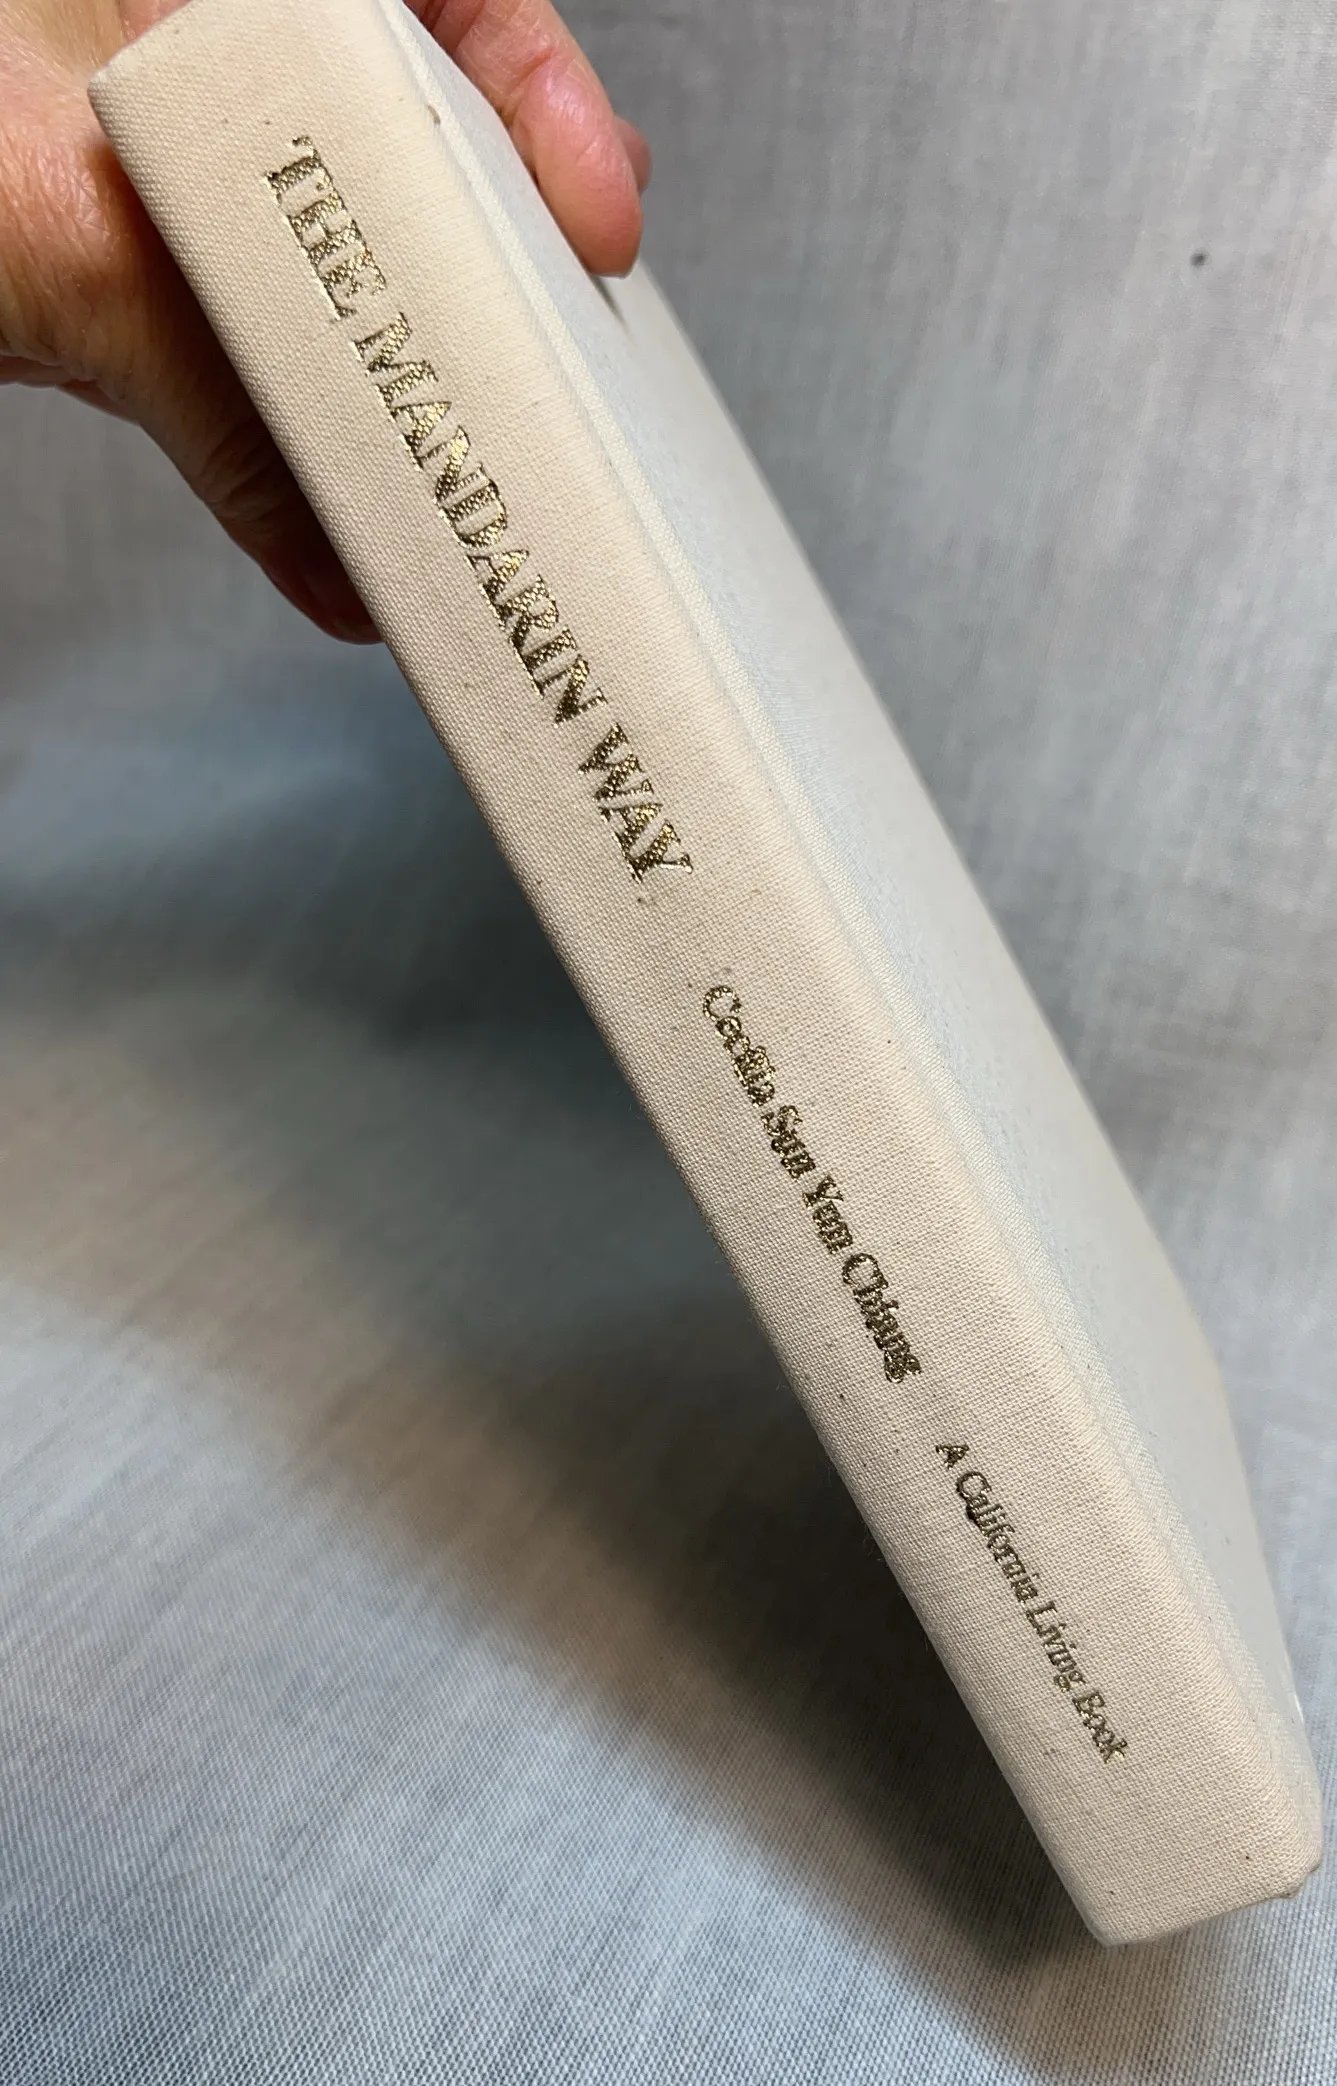 THE MANDARIN WAY
Cecilia Sun Yun Chiang
A California Living Book